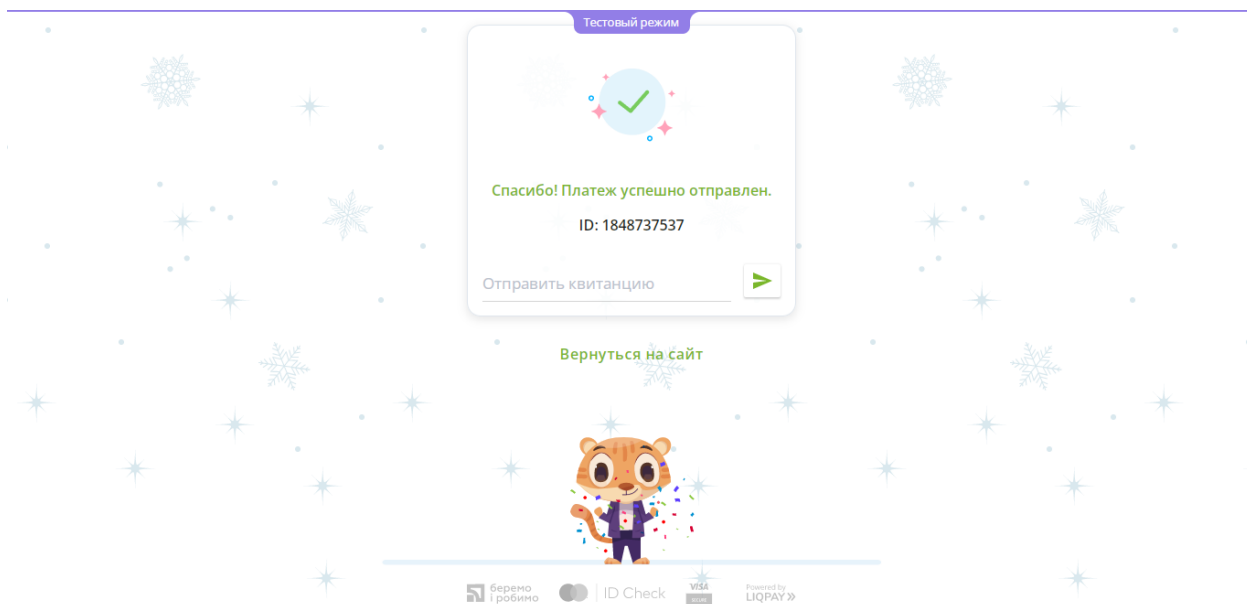 Тестовый режим
Спасибо! Платеж успешно отправлен.
ID: 1848737537
Отправить квитанцию
Вернуться на сайт
беремо
і робимо
ID Check
VISA
Powered by
LIQPAY